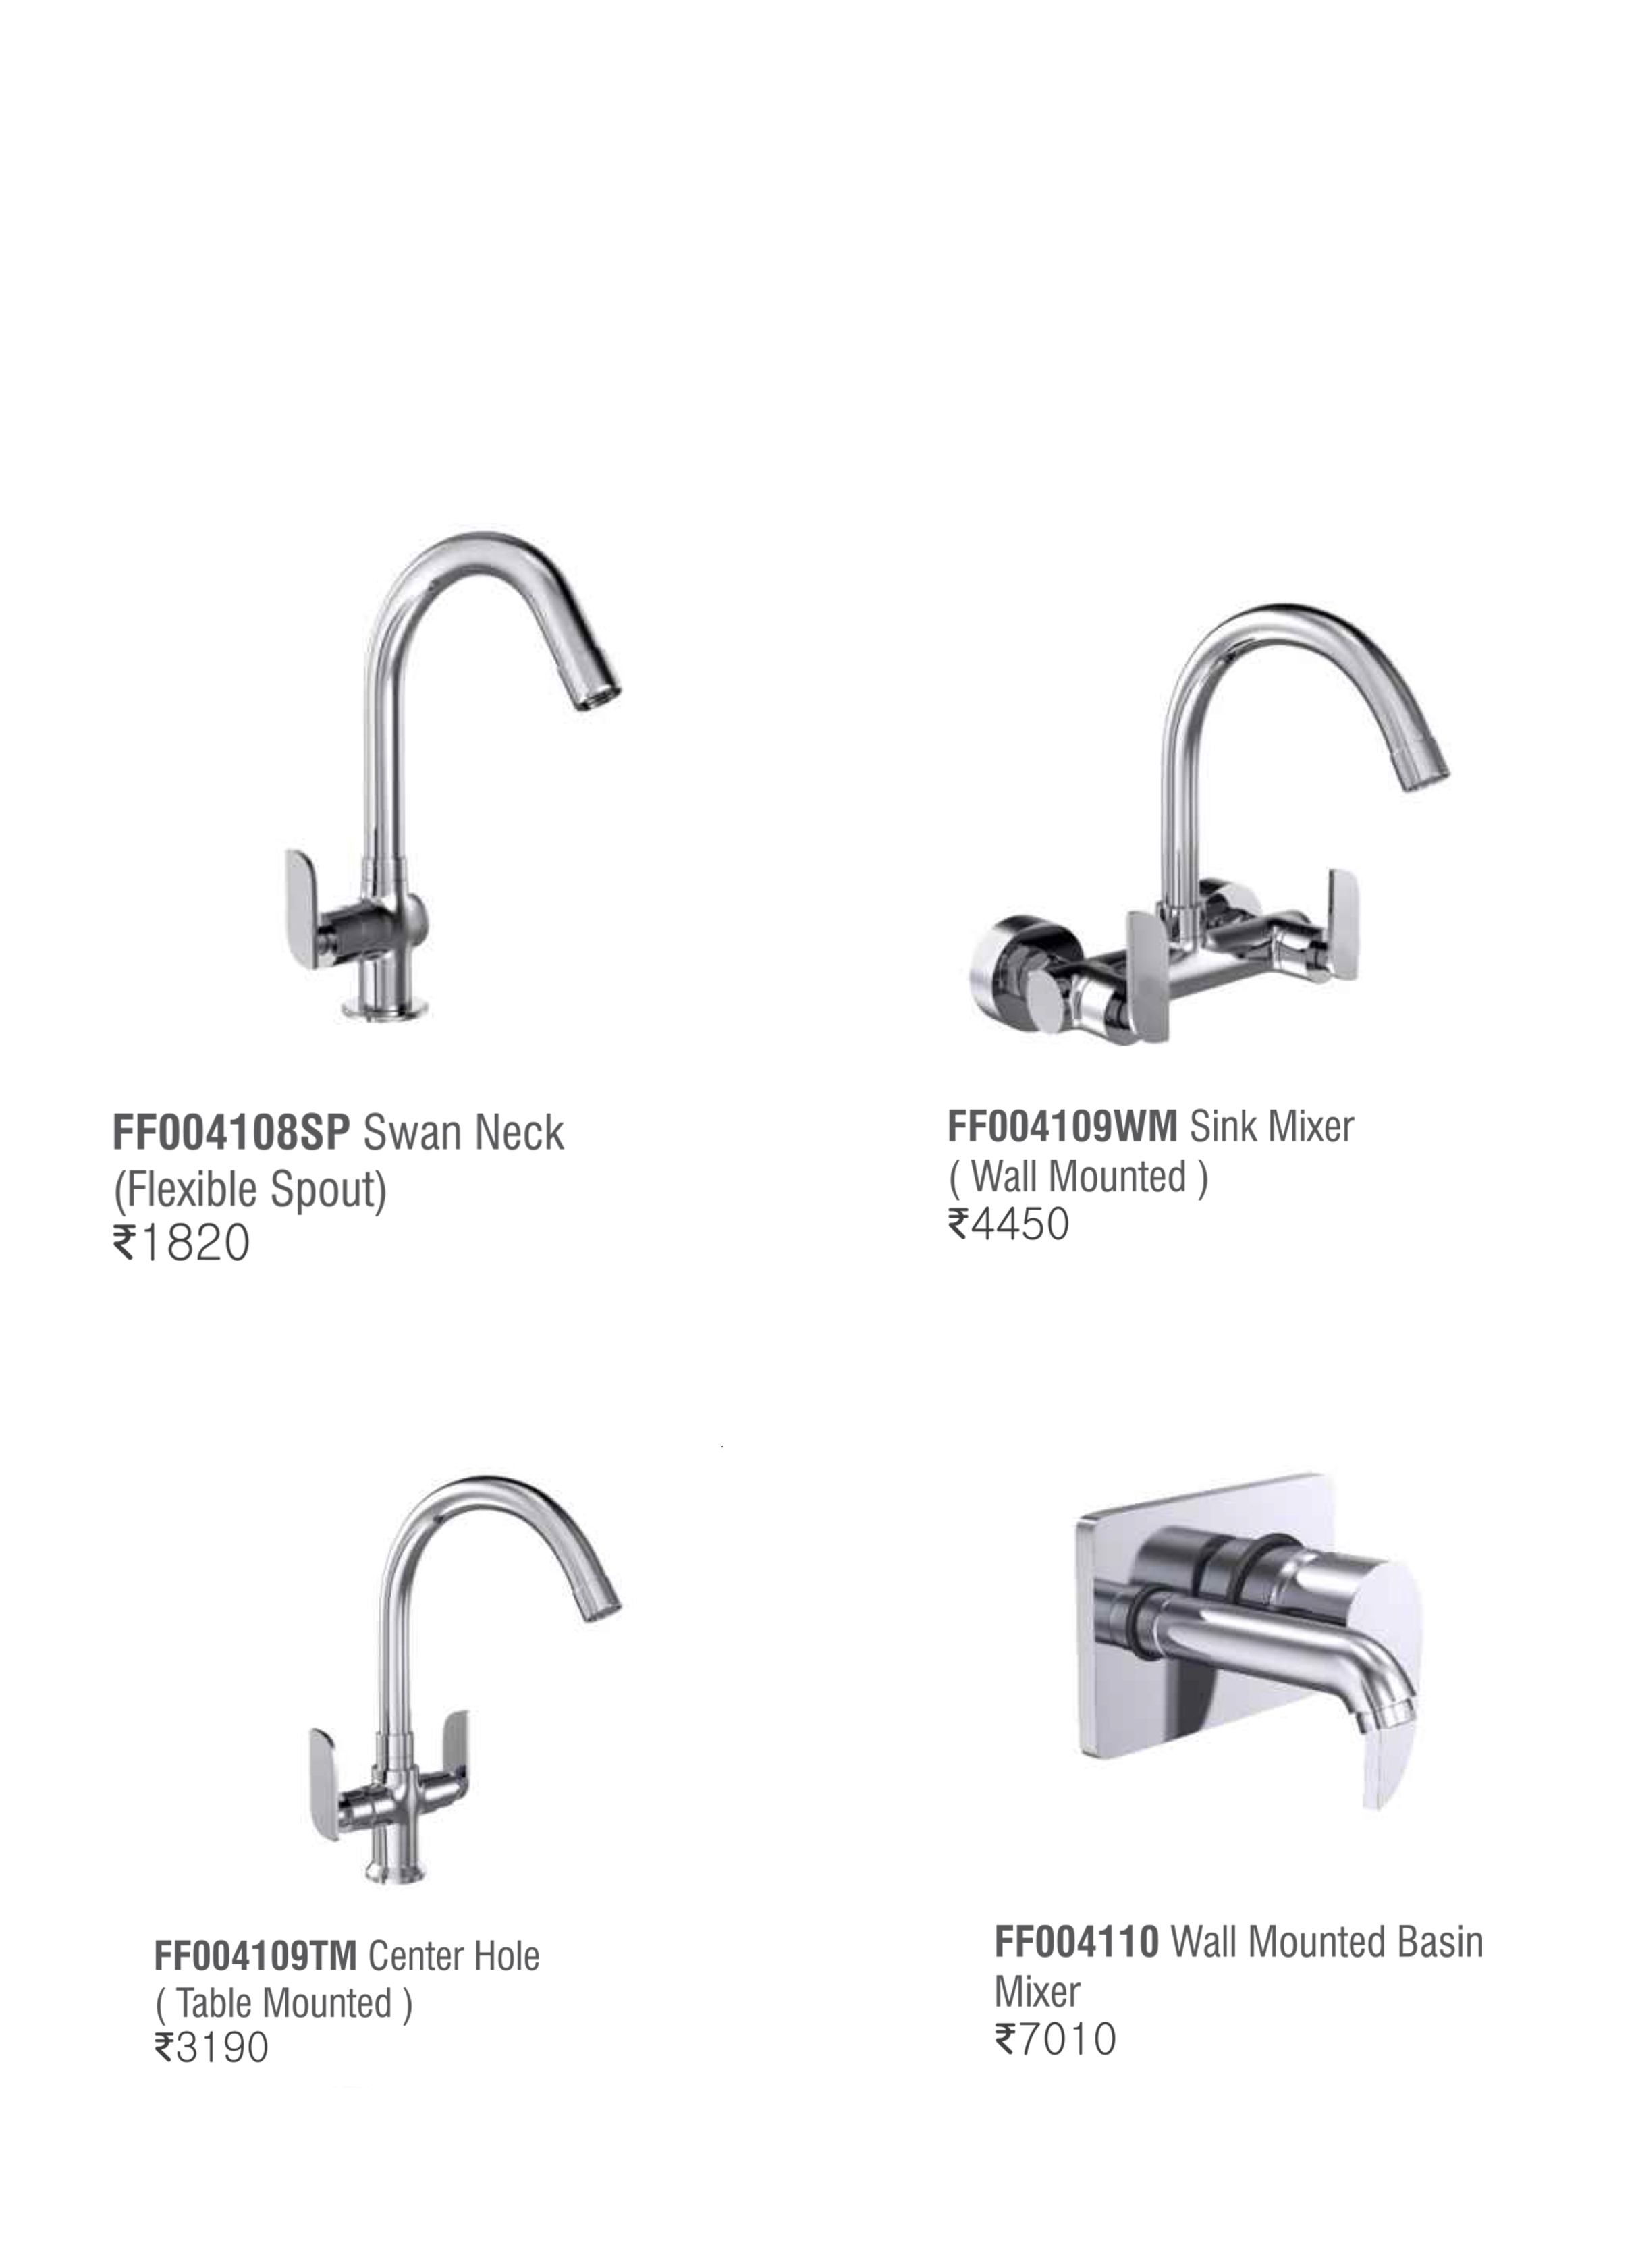 FF004108SP Swan Neck
(Flexible Spout)
₹1820
FF004109WM Sink Mixer
( Wall Mounted )
₹4450
FF004109TM Center Hole
( Table Mounted )
₹3190
FF004110 Wall Mounted Basin
Mixer
₹7010